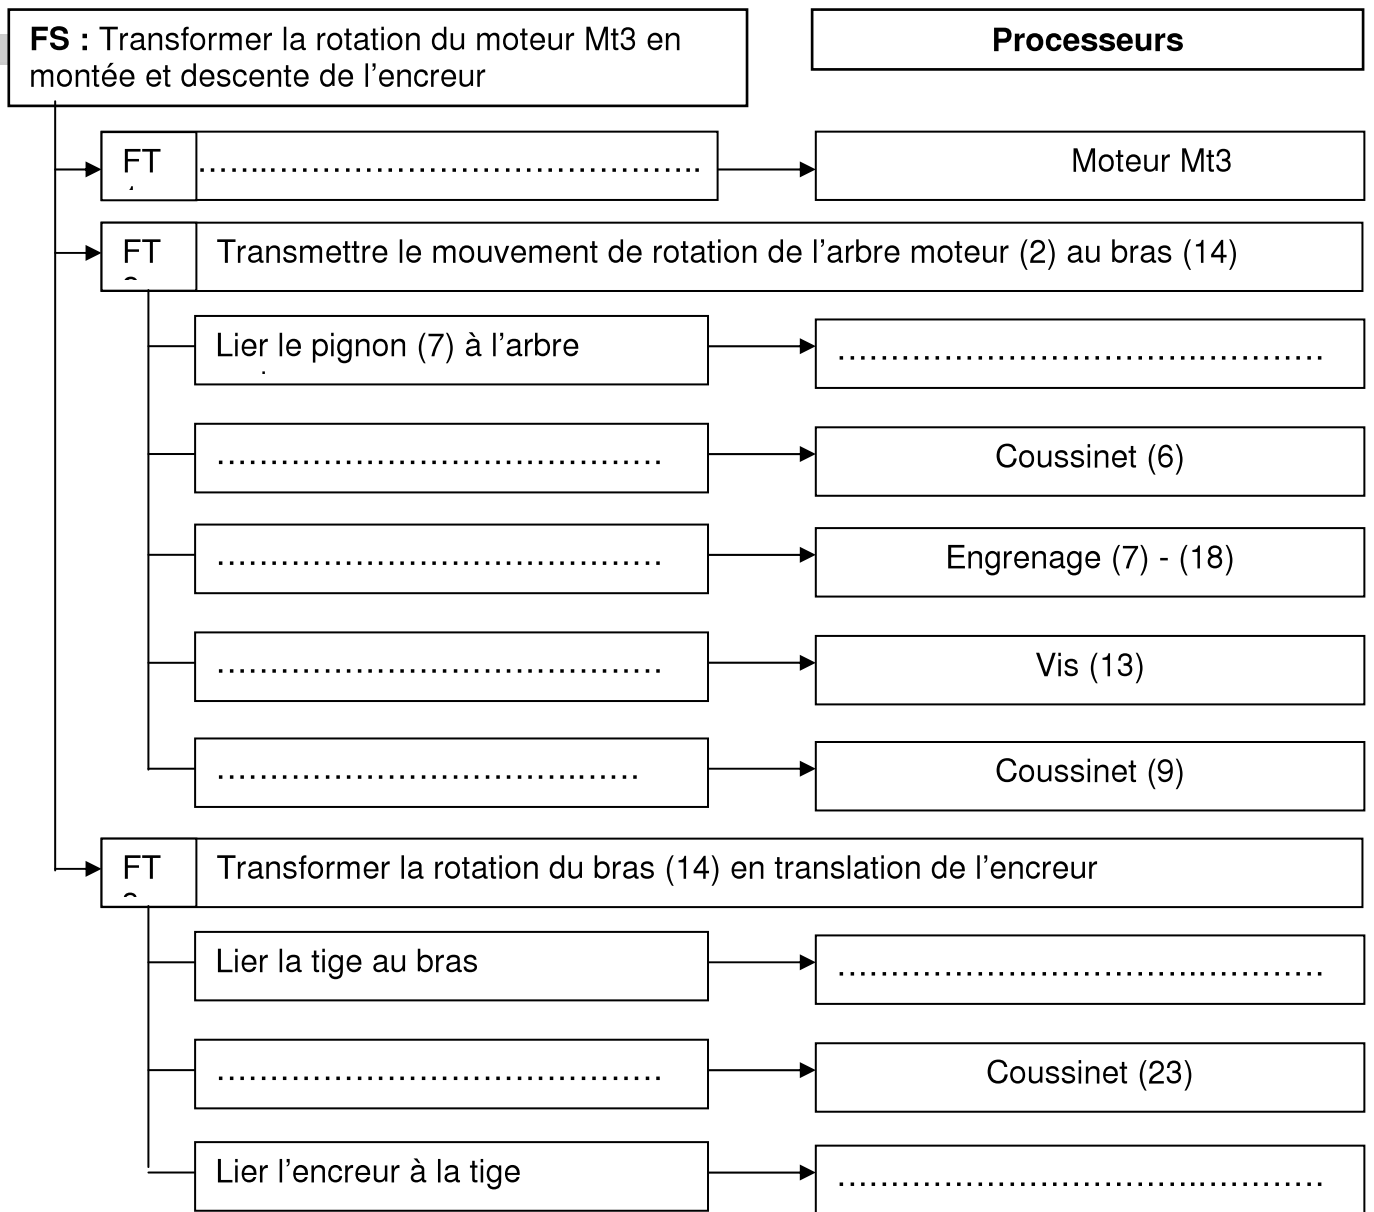 FS : Transformer la rotation du moteur Mt3 en
montée et descente de l'encreur
Processeurs
FT
................................................
Moteur Mt3
FT
Transmettre le mouvement de rotation de l'arbre moteur (2) au bras (14)
Lier le pignon (7) à l'arbre
..............................................
..........................................
Coussinet (6)
..........................................
Engrenage (7) - (18)
..........................................
Vis (13)
........................................
Coussinet (9)
FT
Transformer la rotation du bras (14) en translation de l'encreur
Lier la tige au bras
..............................................
..........................................
Coussinet (23)
Lier l'encreur à la tige
..............................................